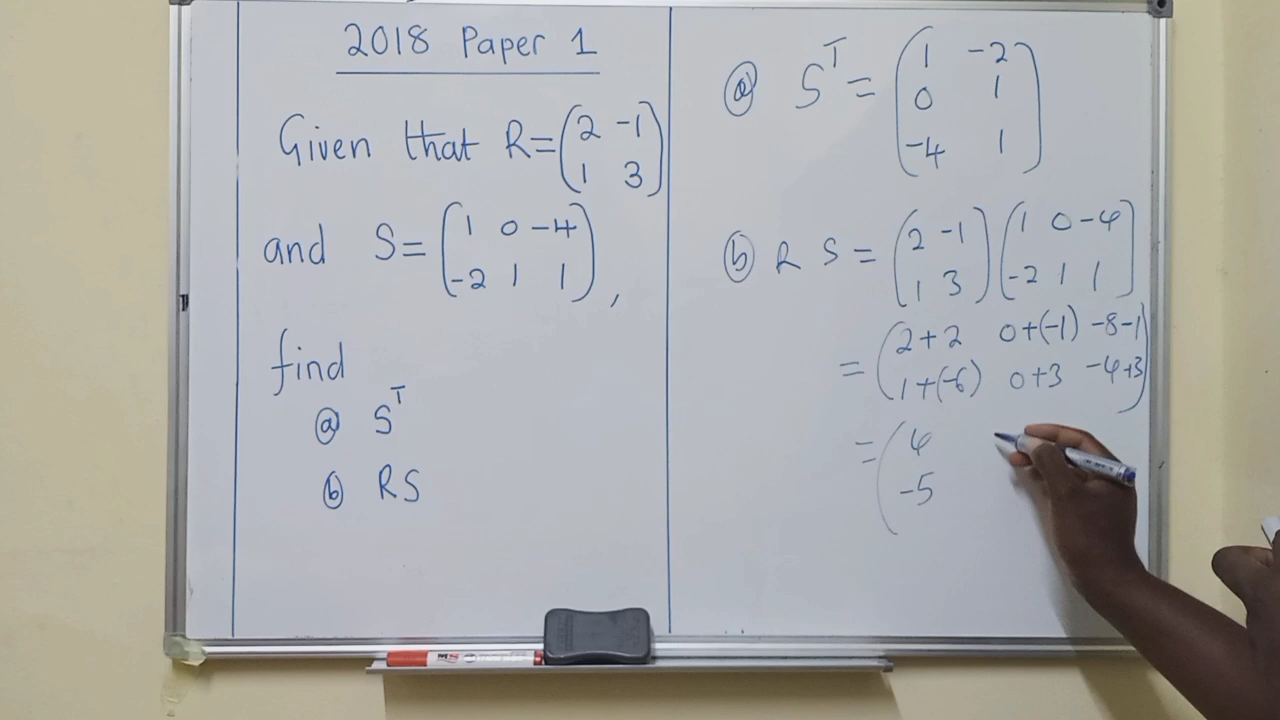 2018 Paper 1
Given that R=(2 -1
1 3)
and S=(1 0 -4
-2 1 1),
find
(a) S^T
(b) RS
(a) S^T = (1 -2
0 1
-4 1)
(b) R S = (2 -1
1 3) (1 0 -4
-2 1 1)
= (2+2 0+(-1) -8-1
1+(-6) 0+3 -4+3)
= (4
-5